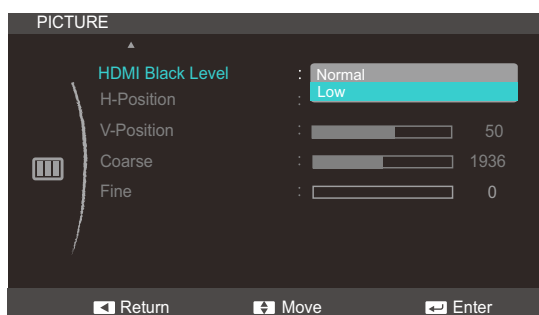 PICTURE
HDMI Black Level : Normal
Low
H-Position :
V-Position : 50
Coarse : 1936
Fine : 0
Return Move Enter